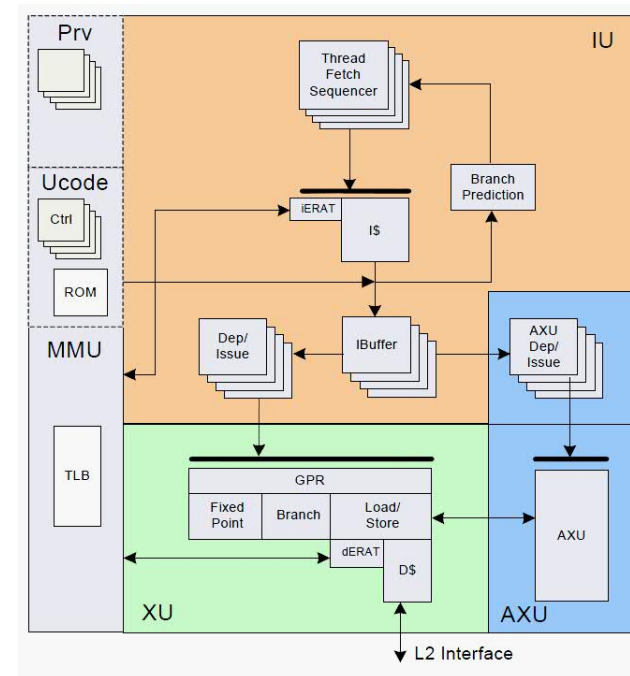 Prv
IU
Thread
Fetch
Sequencer
Ucode
Branch
Prediction
Ctrl
iERAT
I$
ROM
MMU
Dep/
Issue
IBuffer
AXU
Dep/
Issue
TLB
GPR
Fixed
Point
Branch
Load/
Store
AXU
dERAT
D$
XU
AXU
L2 Interface